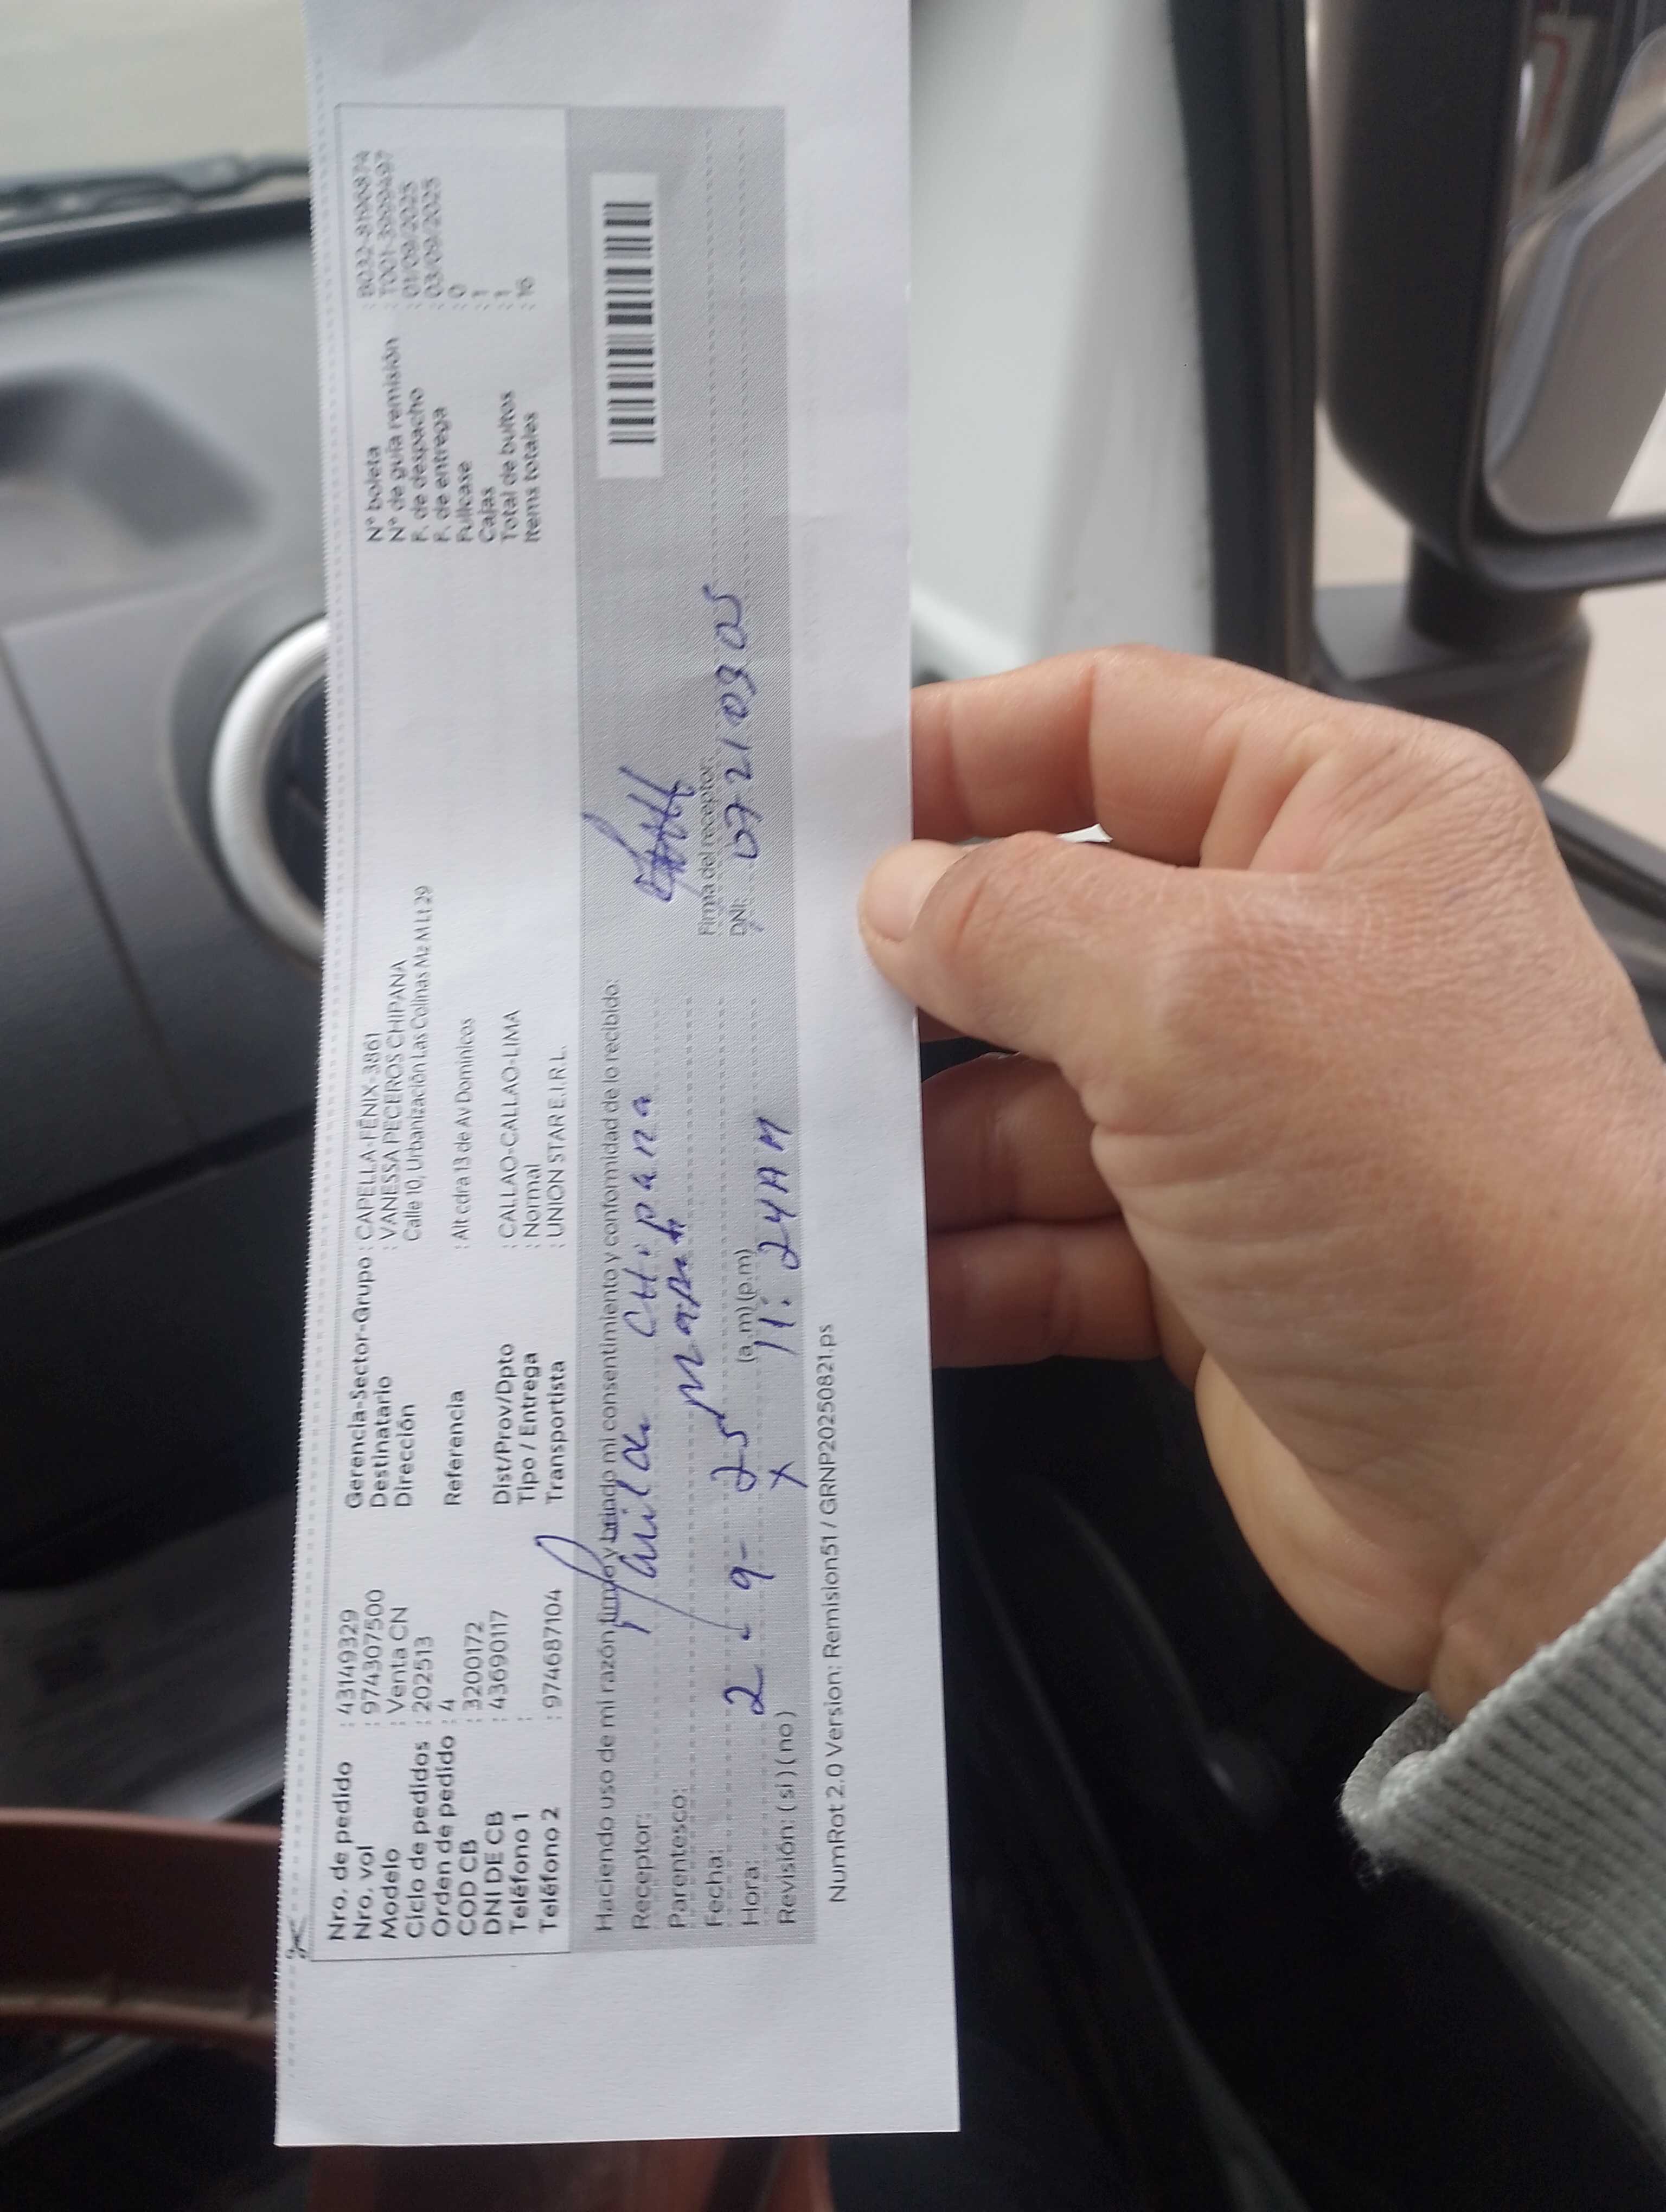 Nro. de pedido : 43149329
Nro. vol : 974307500
Modelo : Venta CN
Ciclo de pedidos : 202513
Orden de pedido : 4
COD CB : 3200172
DNI DE CB : 43690117
Teléfono 1 :
Teléfono 2 : 974687104
Gerencia-Sector-Grupo : CAPELLA-FÉNIX-3861
Destinatario : VANESSA PECEROS CHIPANA
Dirección Calle 10, Urbanización Las Colinas Mz M Lt 29
Referencia : Alt cdra 13 de Av Dominicos
Dist/Prov/Dpto : CALLAO-CALLAO-LIMA
Tipo / Entrega : Normal
Transportista : UNION STAR E.I.R.L.
N° boleta
N° de guía remisión
F. de despacho : 01/09/2025
F. de entrega : 03/09/2025
Fullcase : 0
Cajas : 1
Total de bultos : 1
Items totales : 16
Haciendo uso de mi razón firmo y brindo mi consentimiento y conformidad de lo recibido:
Receptor: CHipana
Parentesco:
Fecha: 2 - 9 - 25
Hora: (a.m) (p.m) 11:24AM
Revisión: ( si ) ( no ) X
Firma del receptor:
DNI: 07210305
NumRot 2.0 Version: Remision51 / GRNP20250821.ps